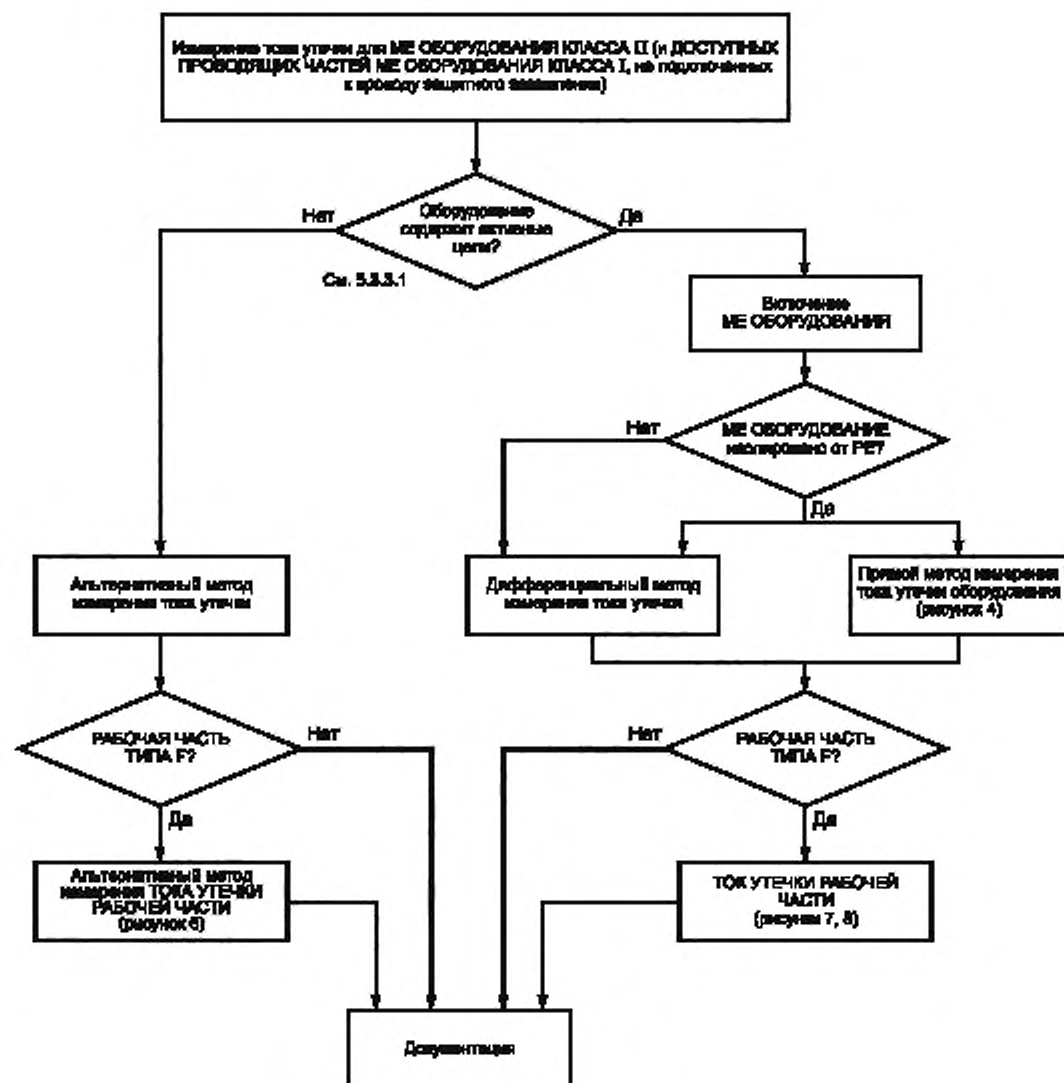 Измерение тока утечки для МЕ ОБОРУДОВАНИЯ КЛАССА II (и ДОСТУПНЫХ
ПРОВОДЯЩИХ ЧАСТЕЙ МЕ ОБОРУДОВАНИЯ КЛАССА I, не подключенных
к проводу защитного заземления)
Нет
Оборудование
содержит активные
цепи?
Да
См. 5.3.3.1
Включение
МЕ ОБОРУДОВАНИЯ
Нет
МЕ ОБОРУДОВАНИЕ
изолировано от РЕ?
Да
Альтернативный метод
измерения тока утечки
Дифференциальный метод
измерения тока утечки
Прямой метод измерения
тока утечки оборудования
(рисунок 4)
РАБОЧАЯ ЧАСТЬ
ТИПА F?
Нет
Да
Нет
РАБОЧАЯ ЧАСТЬ
ТИПА F?
Да
Альтернативный метод
измерения ТОКА УТЕЧКИ
РАБОЧЕЙ ЧАСТИ
(рисунок 6)
ТОК УТЕЧКИ РАБОЧЕЙ
ЧАСТИ
(рисунки 7, 8)
Документация